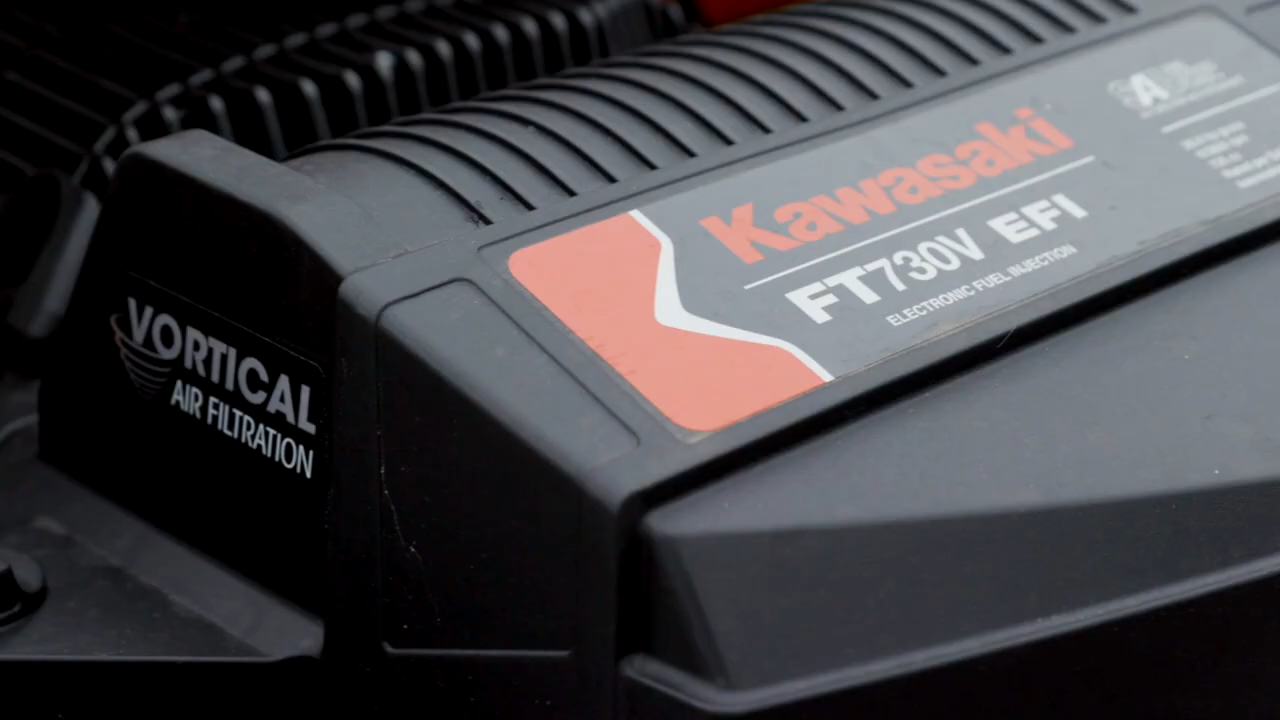 VORTICAL
AIR FILTRATION
Kawasaki
FT730V EFI
ELECTRONIC FUEL INJECTION